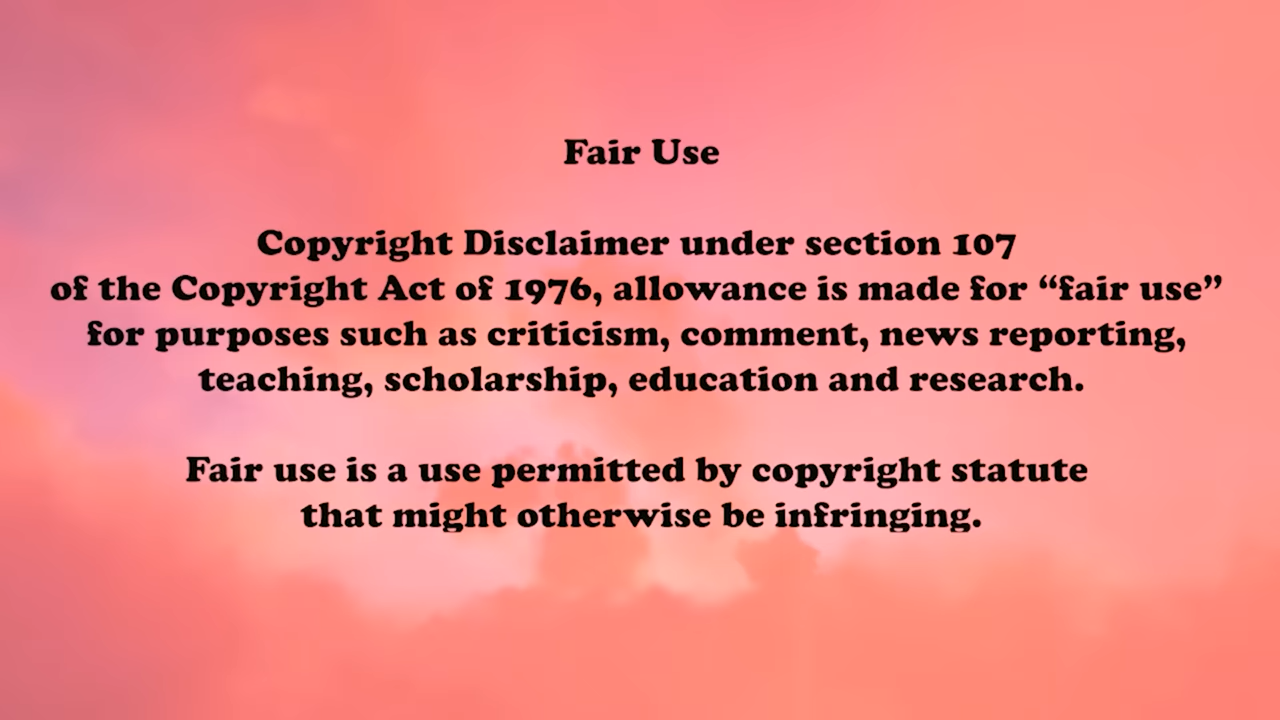 Fair Use
Copyright Disclaimer under section 107
of the Copyright Act of 1976, allowance is made for “fair use”
for purposes such as criticism, comment, news reporting,
teaching, scholarship, education and research.
Fair use is a use permitted by copyright statute
that might otherwise be infringing.